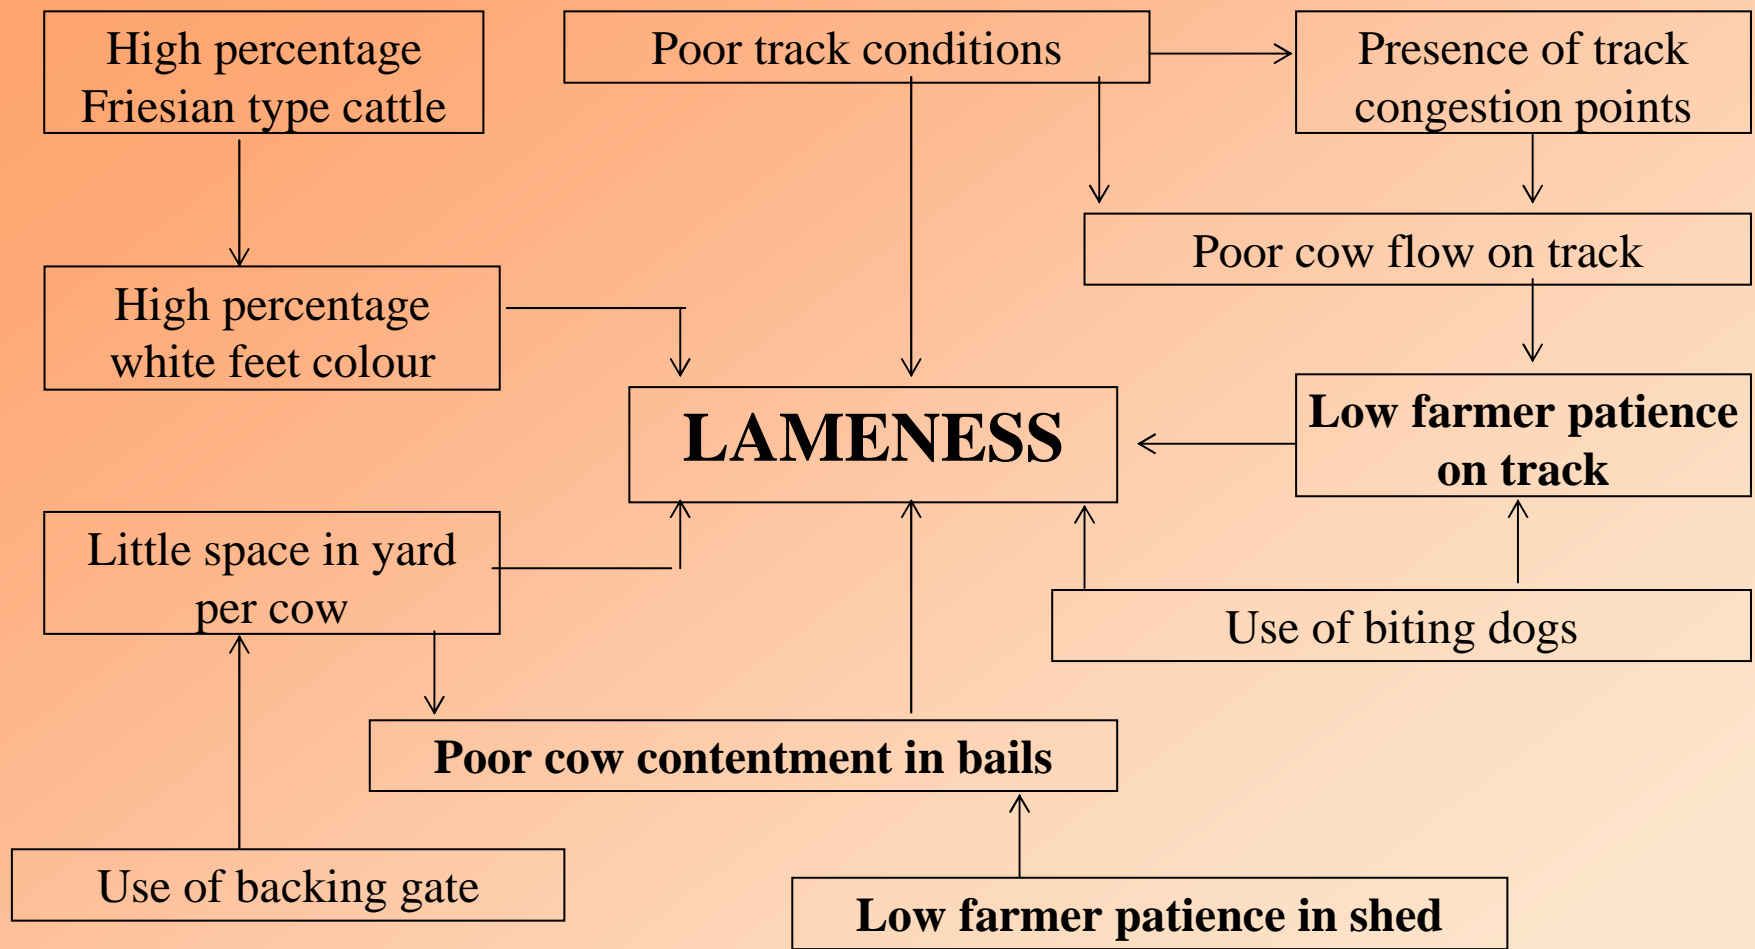 High percentage
Friesian type cattle
Poor track conditions
Presence of track
congestion points
Poor cow flow on track
High percentage
white feet colour
LAMENESS
Low farmer patience
on track
Little space in yard
per cow
Use of biting dogs
Poor cow contentment in bails
Use of backing gate
Low farmer patience in shed